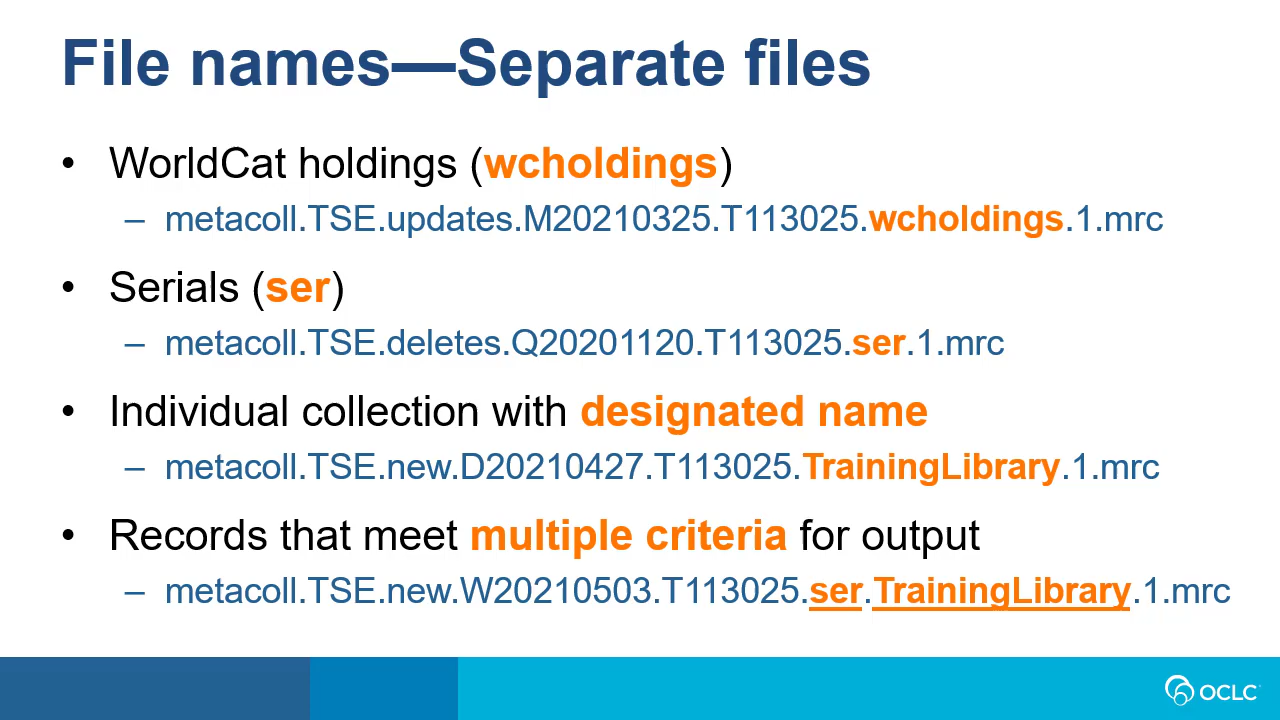 File names—Separate files
• WorldCat holdings (wcholdings)
– metacoll.TSE.updates.M20210325.T113025.wcholdings.1.mrc
• Serials (ser)
– metacoll.TSE.deletes.Q20201120.T113025.ser.1.mrc
• Individual collection with designated name
– metacoll.TSE.new.D20210427.T113025.TrainingLibrary.1.mrc
• Records that meet multiple criteria for output
– metacoll.TSE.new.W20210503.T113025.ser.TrainingLibrary.1.mrc
OCLC